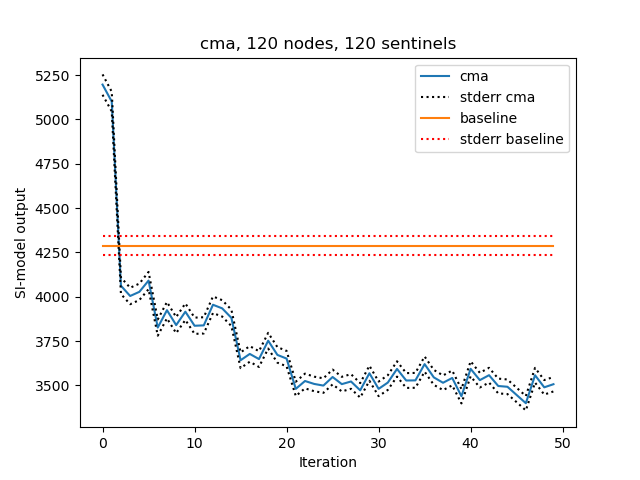 cma, 120 nodes, 120 sentinels
SI-model output
5250
5000
4750
4500
4250
4000
3750
3500
cma
stderr cma
baseline
stderr baseline
0
10
20
30
40
50
Iteration